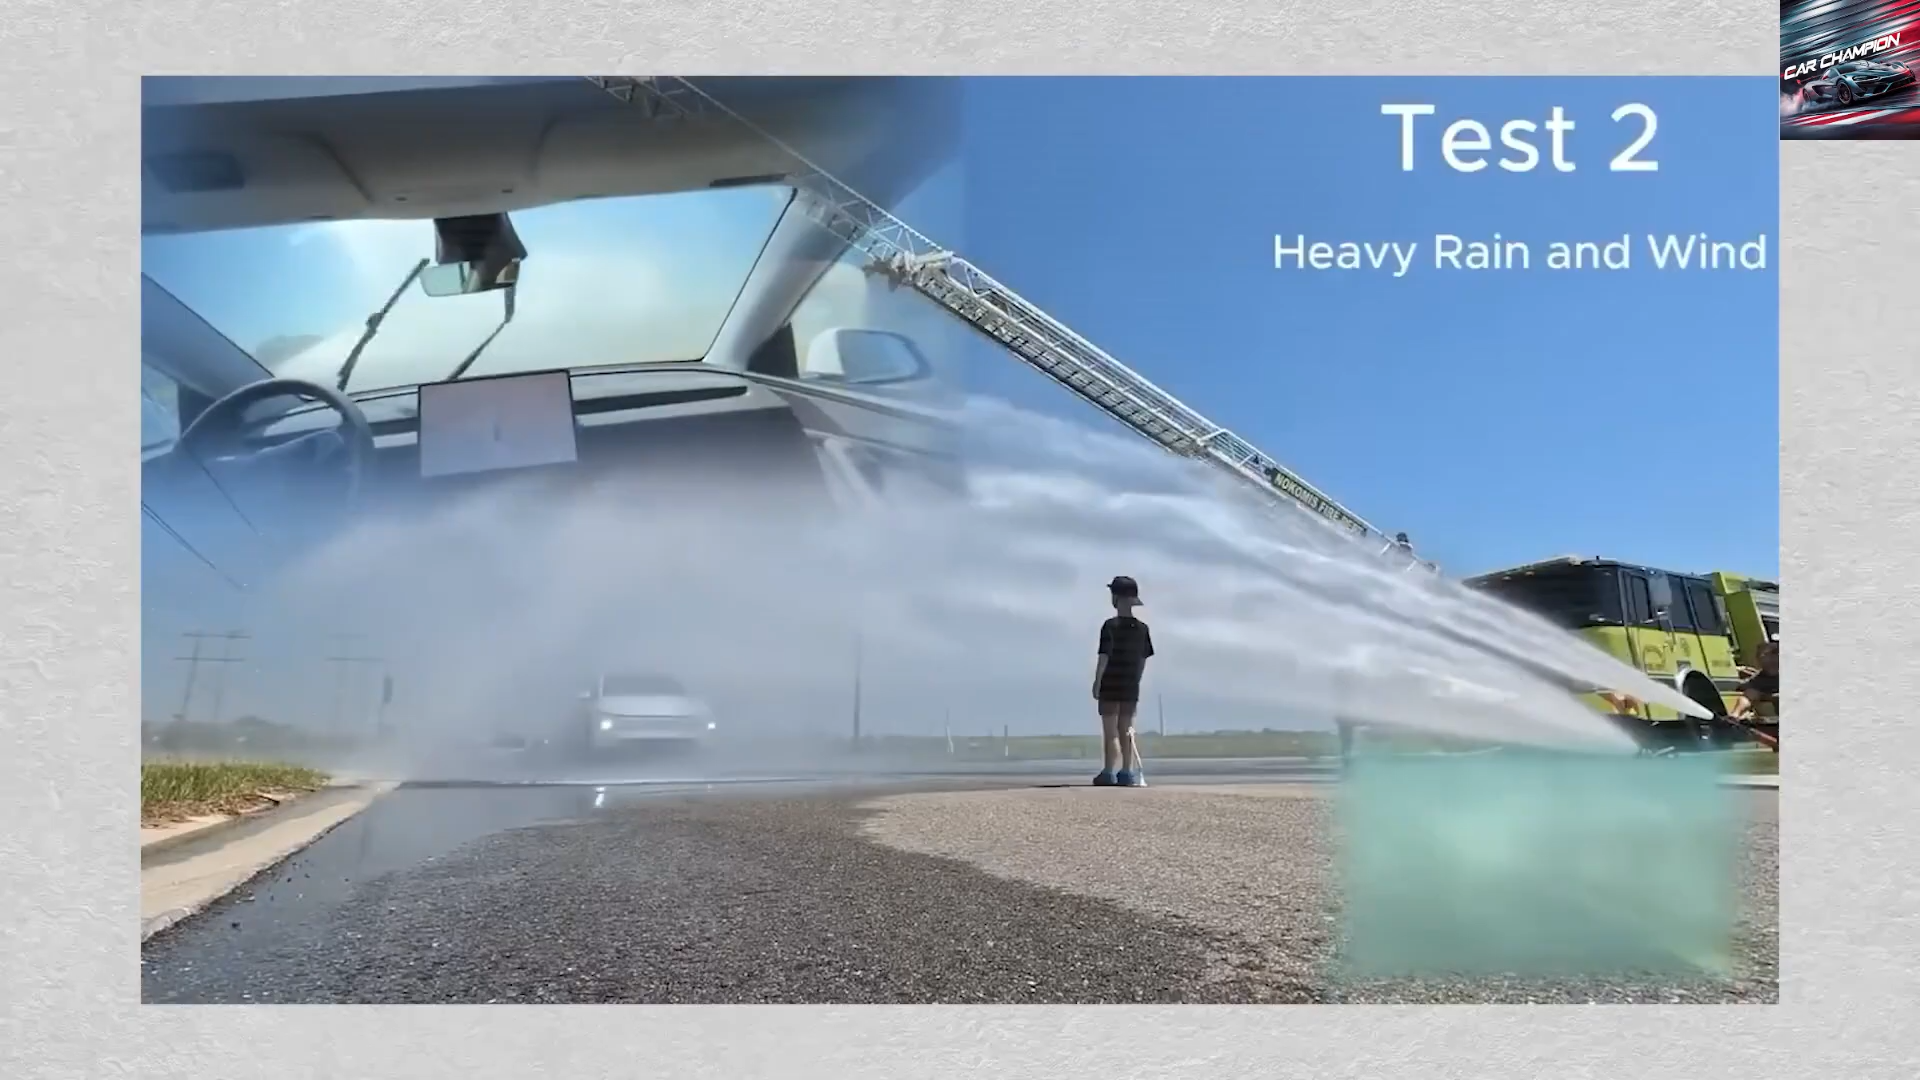 CAR CHAMPION
Test 2
Heavy Rain and Wind
NOKOMIS FIRE DEPT